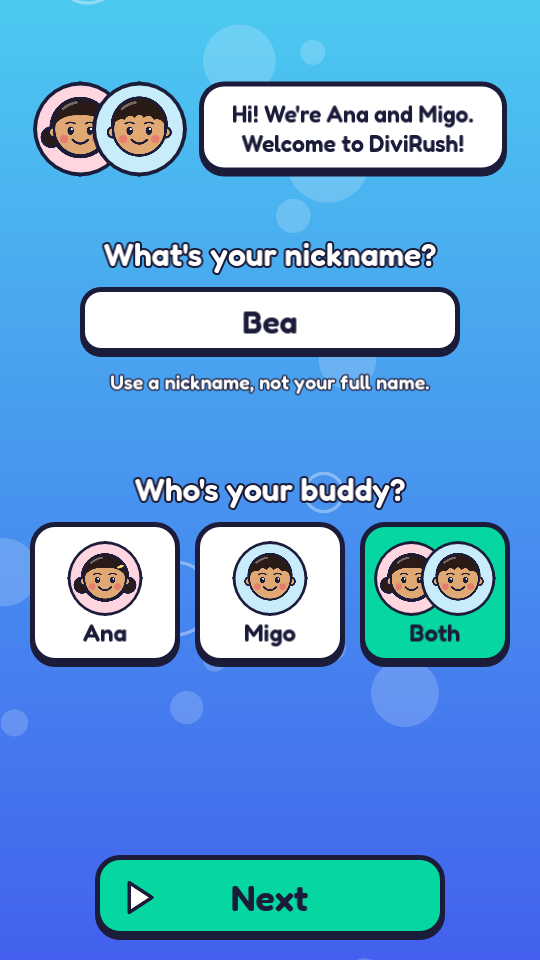 Hi! We're Ana and Migo.
Welcome to DiviRush!
What's your nickname?
Bea
Use a nickname, not your full name.
Who's your buddy?
Ana
Migo
Both
Next